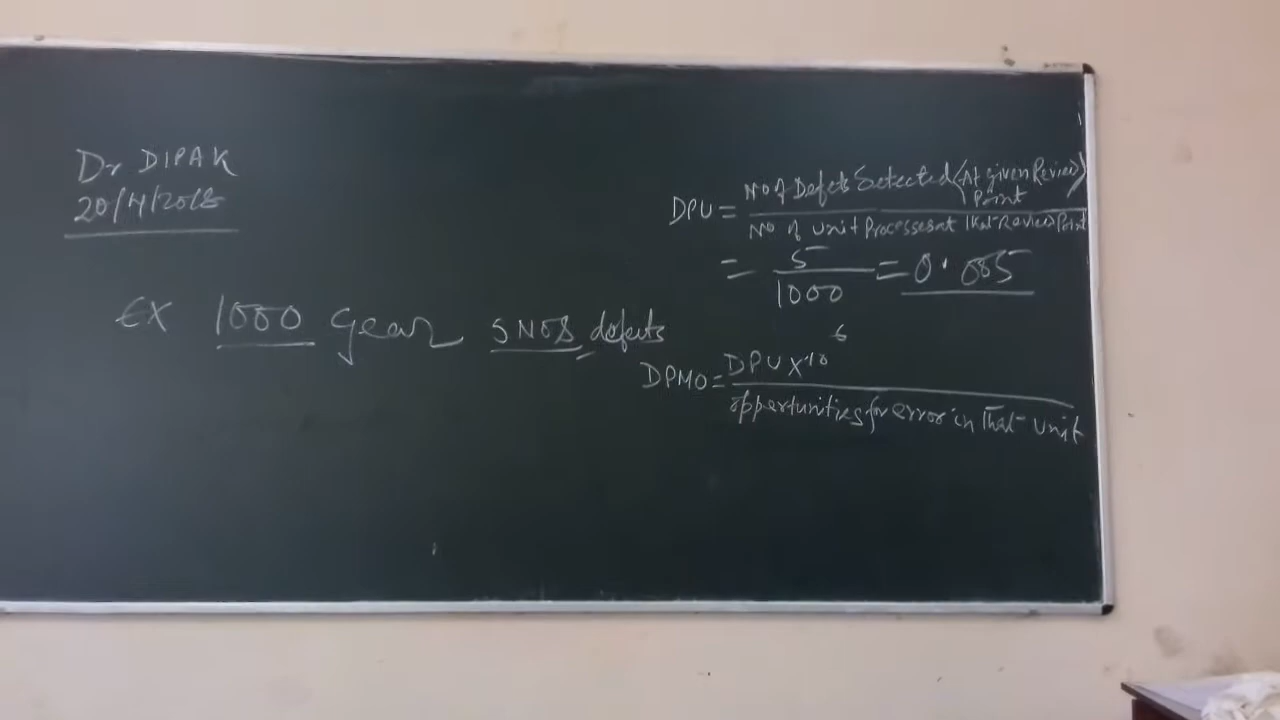 Dr DIPAK
20/4/2018
EX 1000 gear 5 NOS defects
DPU = No of Defects Detected (At given Review Point)
No of unit Processes at that Review Point
= 5
1000
= 0.005
DPMO = DPU X 10 6
oppertunities for error in that unit